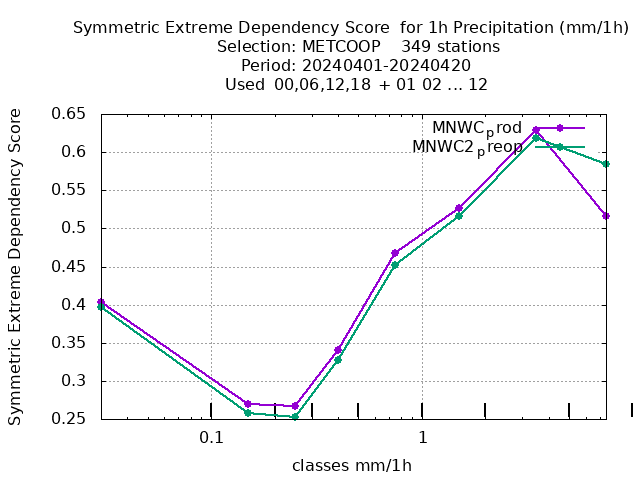 Symmetric Extreme Dependency Score  for 1h Precipitation (mm/1h)
Selection: METCOOP    349 stations
Period: 20240401-20240420
Used  00,06,12,18  + 01 02 ... 12
Symmetric Extreme Dependency Score
0.65
0.6
0.55
0.5
0.45
0.4
0.35
0.3
0.25
MNWCprod
MNWC2preop
0.1
1
classes mm/1h